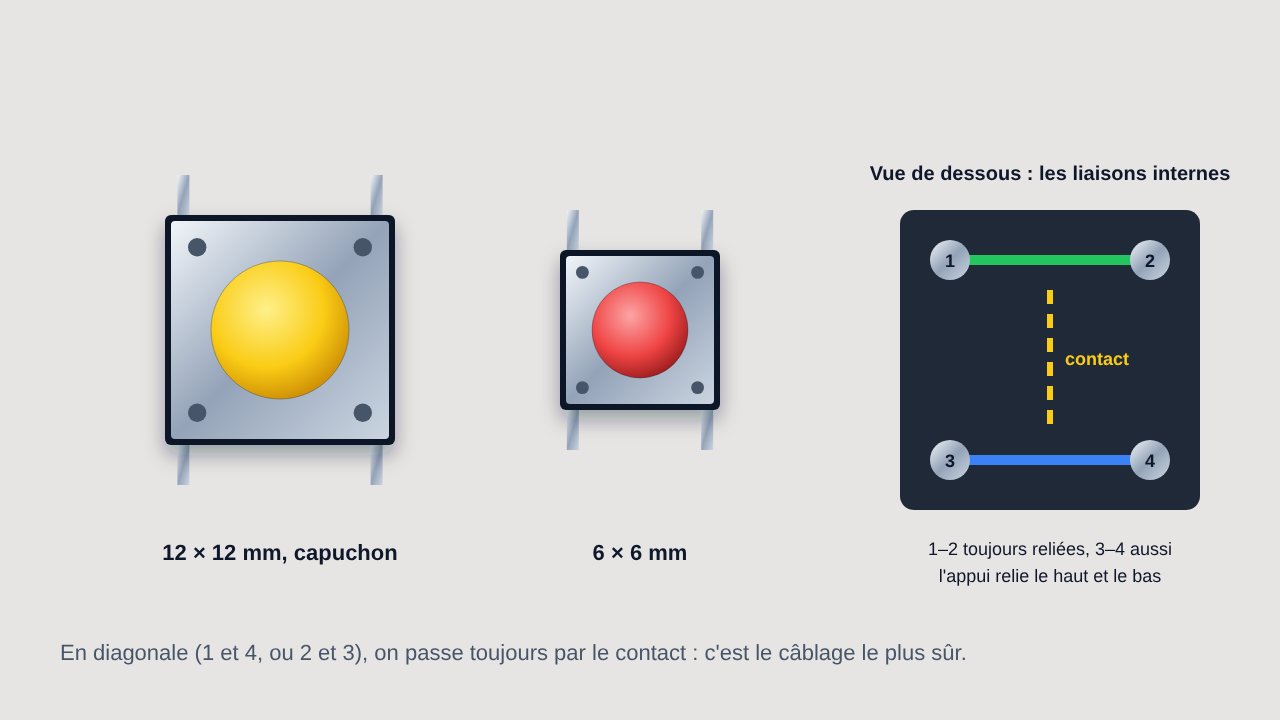 Vue de dessous : les liaisons internes
1 2
contact
3 4
12 × 12 mm, capuchon
6 × 6 mm
1–2 toujours reliées, 3–4 aussi
l'appui relie le haut et le bas
En diagonale (1 et 4, ou 2 et 3), on passe toujours par le contact : c'est le câblage le plus sûr.